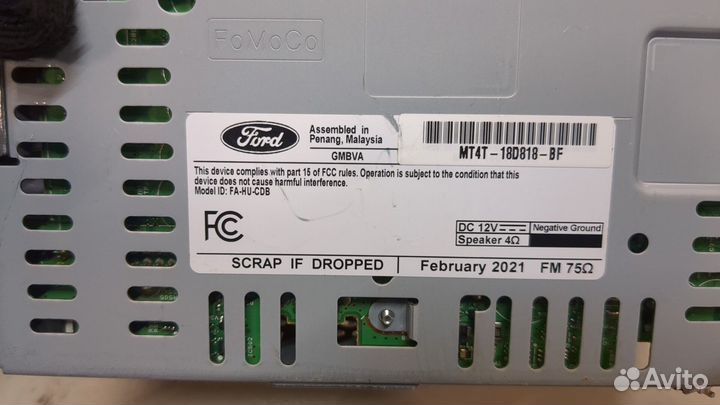 FoMoCo
Ford
Assembled in
Penang, Malaysia
GMBVA
MT4T-18D818-BF
This device complies with part 15 of FCC rules. Operation is subject to the condition that this
device does not cause harmful interference.
Model ID: FA-HU-CDB
FC
DC 12V
Negative Ground
Speaker 4Ω
SCRAP IF DROPPED
February 2021
FM 75Ω
Avito